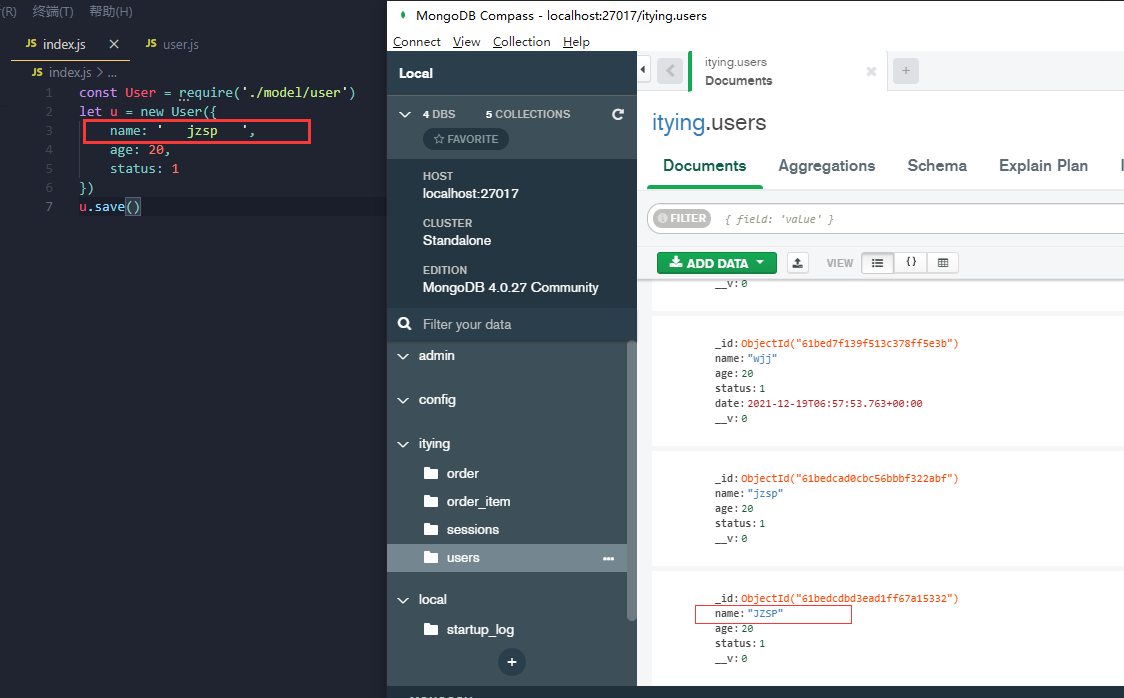 (R) 终端(T) 帮助(H)
JS index.js × JS user.js
JS index.js > ...
1 const User = require('./model/user')
2 let u = new User({
3 name: '   jzsp   ',
4 age: 20,
5 status: 1
6 })
7 u.save()
MongoDB Compass - localhost:27017/itying.users
Connect View Collection Help
Local
4 DBS 5 COLLECTIONS
FAVORITE
HOST
localhost:27017
CLUSTER
Standalone
EDITION
MongoDB 4.0.27 Community
Filter your data
admin
config
itying
order
order_item
sessions
users
local
startup_log
+
itying.users
Documents
+
itying.users
Documents Aggregations Schema Explain Plan
FILTER { field: 'value' }
ADD DATA VIEW {}
__v: 0
_id: ObjectId("61bed7f139f513c378ff5e3b")
name: "wjj"
age: 20
status: 1
date: 2021-12-19T06:57:53.763+00:00
__v: 0
_id: ObjectId("61bedcad0cbc56bbbf322abf")
name: "jzsp"
age: 20
status: 1
__v: 0
_id: ObjectId("61bedcdbd3ead1ff67a15332")
name: "JZSP"
age: 20
status: 1
__v: 0